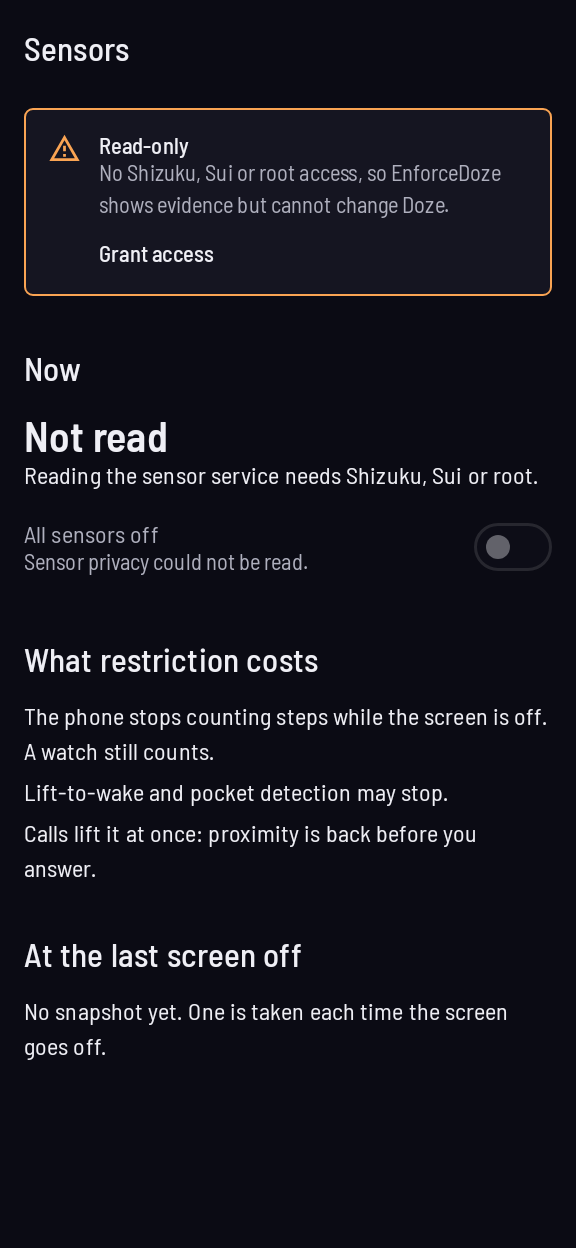 Sensors
Read-only
No Shizuku, Sui or root access, so EnforceDoze
shows evidence but cannot change Doze.
Grant access
Now
Not read
Reading the sensor service needs Shizuku, Sui or root.
All sensors off
Sensor privacy could not be read.
What restriction costs
The phone stops counting steps while the screen is off.
A watch still counts.
Lift-to-wake and pocket detection may stop.
Calls lift it at once: proximity is back before you
answer.
At the last screen off
No snapshot yet. One is taken each time the screen
goes off.